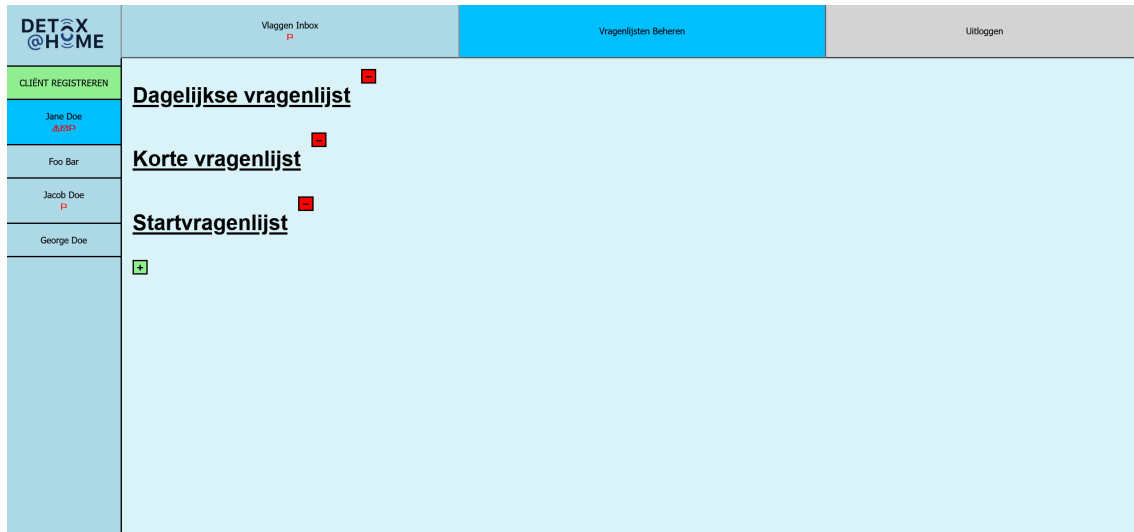 DETOX
@HOME
Vlaggen Inbox
Vragenlijsten Beheren
Uitloggen
CLIËNT REGISTREREN
Jane Doe
Foo Bar
Jacob Doe
George Doe
Dagelijkse vragenlijst
-
Korte vragenlijst
-
Startvragenlijst
-
+